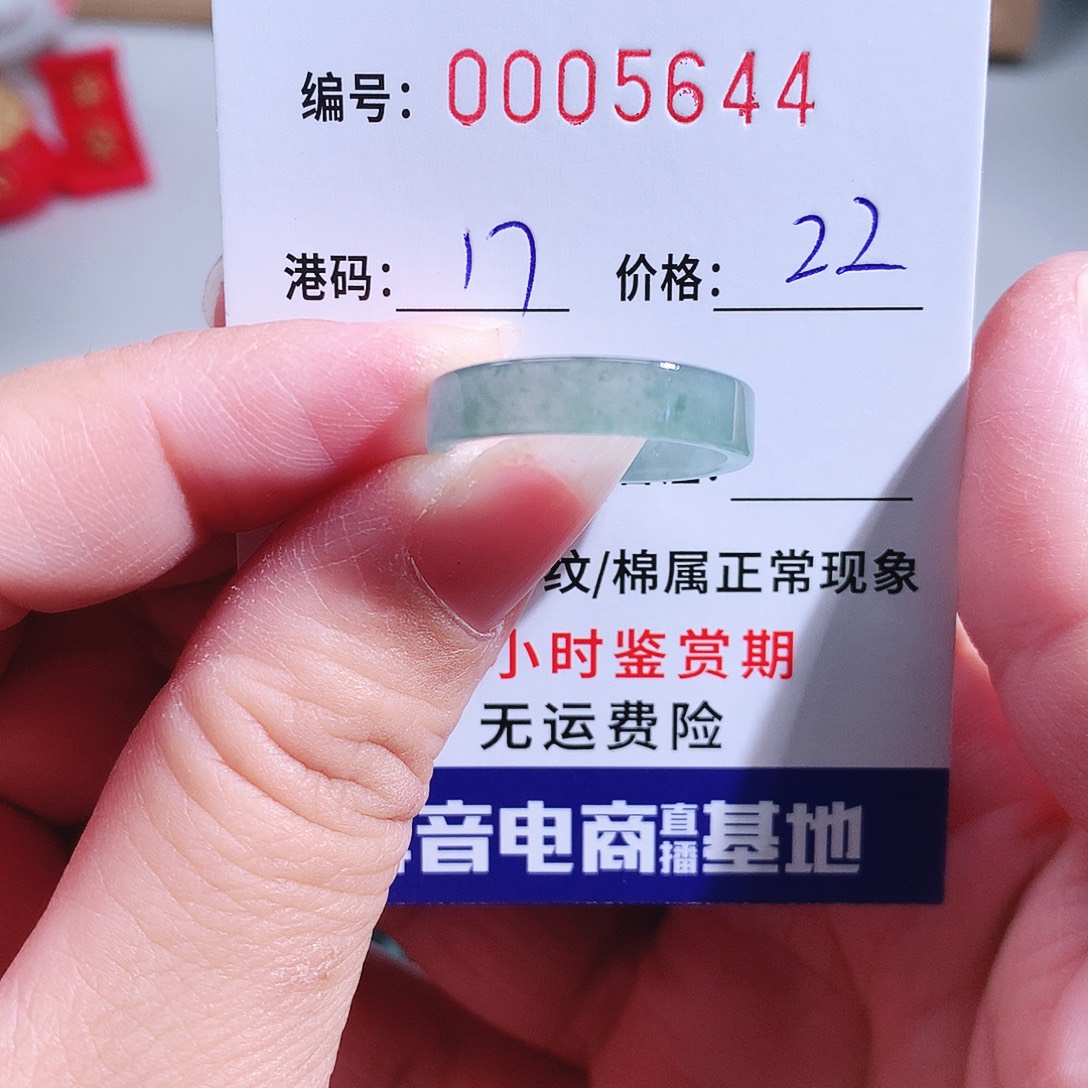 编号：0005644
港码：17 价格：22
纹/棉属正常现象
小时鉴赏期
无运费险
音电商直播基地